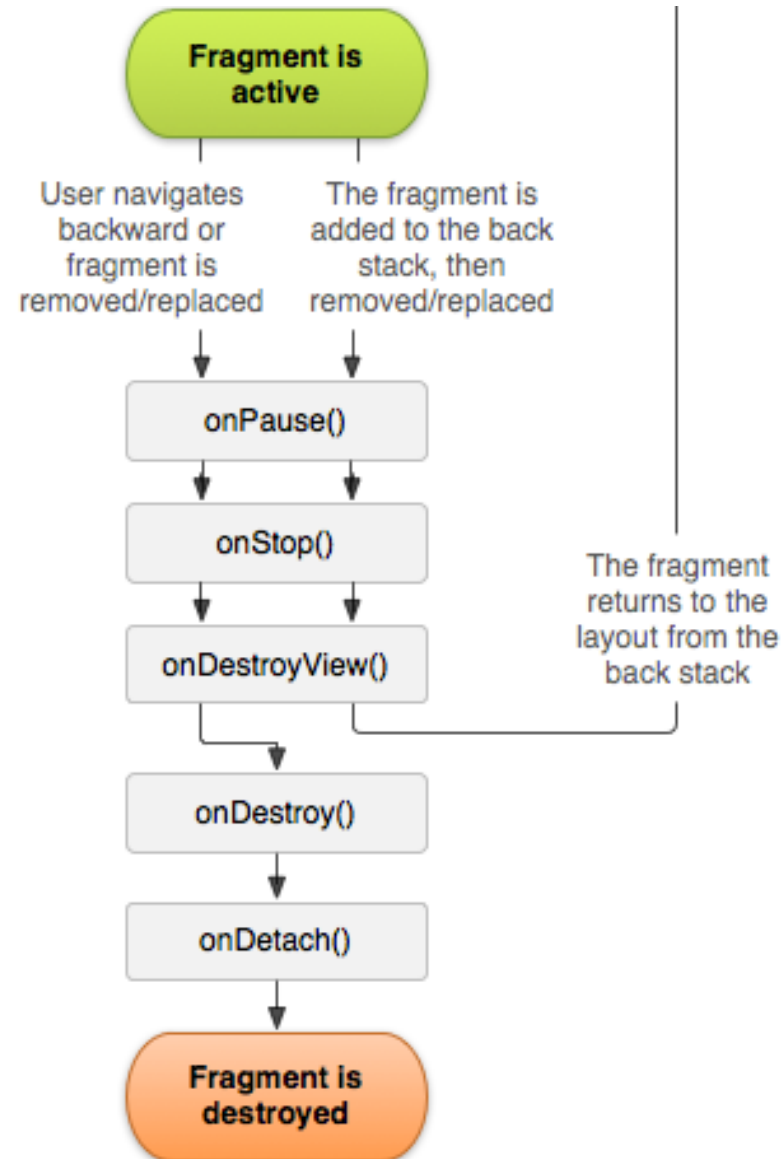 Fragment is
active
User navigates
backward or
fragment is
removed/replaced
The fragment is
added to the back
stack, then
removed/replaced
onPause()
onStop()
onDestroyView()
The fragment
returns to the
layout from the
back stack
onDestroy()
onDetach()
Fragment is
destroyed